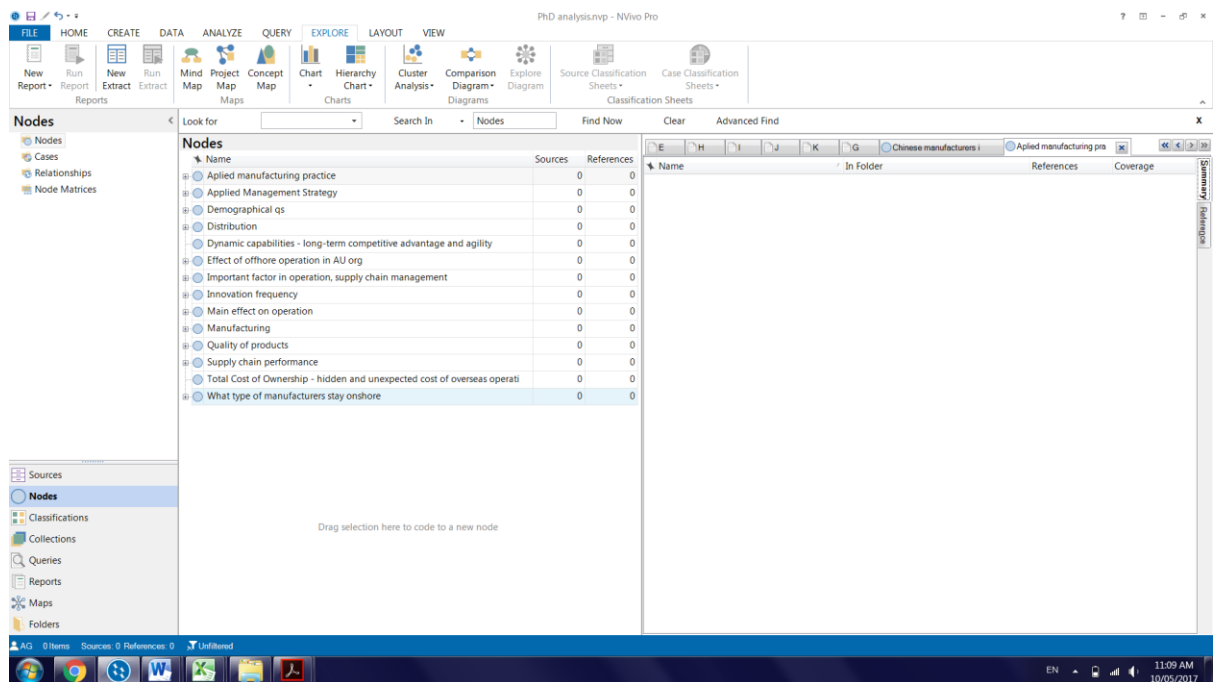 PhD analysis.nvp - NVivo Pro
FILE HOME CREATE DATA ANALYZE QUERY EXPLORE LAYOUT VIEW
New Report Run Report New Extract Run Extract Mind Map Project Map Concept Map Chart Hierarchy Chart Cluster Analysis Comparison Diagram Explore Diagram Source Classification Sheets Case Classification Sheets
Reports Maps Charts Diagrams Classification Sheets
Nodes
Look for Search In Nodes Find Now Clear Advanced Find X
Nodes
Cases
Relationships
Node Matrices
Nodes
Name Sources References
Aplied manufacturing practice 0 0
Applied Management Strategy 0 0
Demographical qs 0 0
Distribution 0 0
Dynamic capabilities - long-term competitive advantage and agility 0 0
Effect of offhore operation in AU org 0 0
Important factor in operation, supply chain management 0 0
Innovation frequency 0 0
Main effect on operation 0 0
Manufacturing 0 0
Quality of products 0 0
Supply chain performance 0 0
Total Cost of Ownership - hidden and unexpected cost of overseas operati 0 0
What type of manufacturers stay onshore 0 0
Drag selection here to code to a new node
E H I J K G Chinese manufacturers i Aplied manufacturing pra
Name In Folder References Coverage
Summary
Reference
Sources
Nodes
Classifications
Collections
Queries
Reports
Maps
Folders
AG 0 Items Sources: 0 References: 0 Unfiltered
EN 11:09 AM
10/05/2017